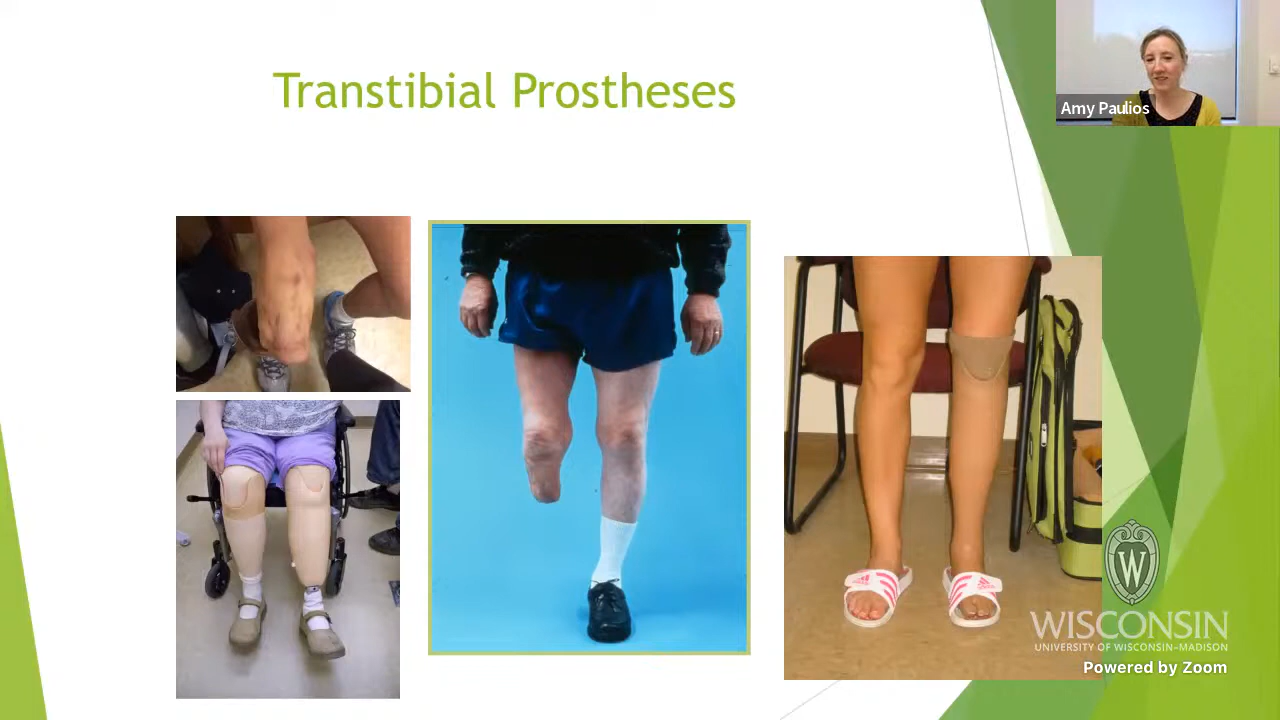 Transtibial Prostheses
Amy Paulios
W
WISCONSIN
UNIVERSITY OF WISCONSIN–MADISON
Powered by Zoom